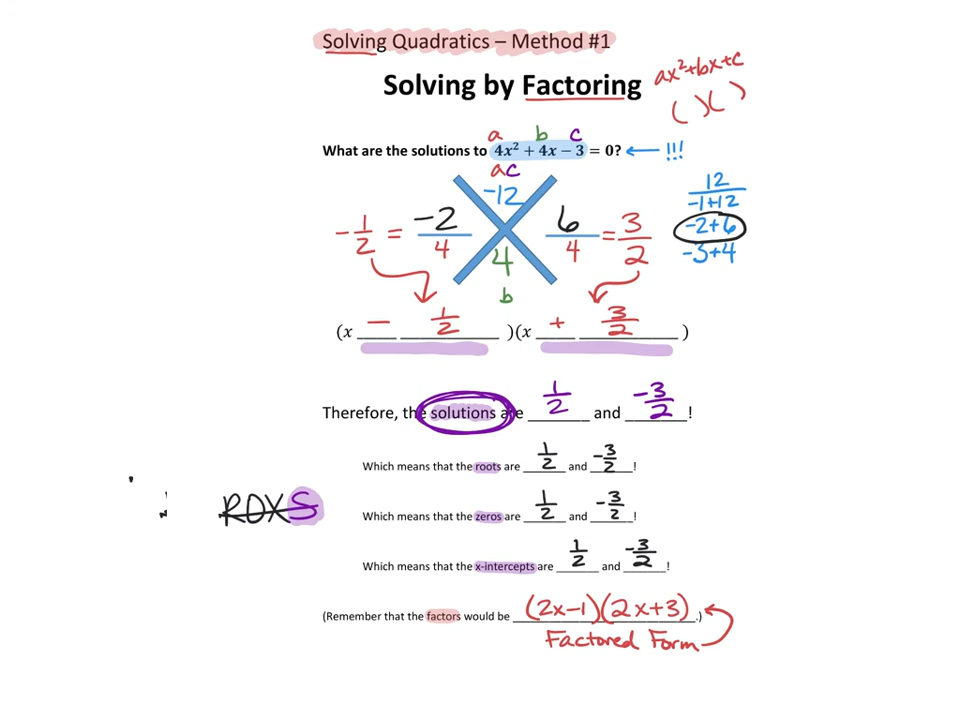 Solving Quadratics – Method #1
Solving by Factoring
ax²+bx+c
( )( )
a b c
What are the solutions to 4x² + 4x − 3 = 0? ← !!!
ac
-12
12
-1+12
-2+6
-3+4
-1/2 = -2/4
6/4 = 3/2
4
b
(x − 1/2 )(x + 3/2 )
Therefore, the solutions are 1/2 and -3/2 !
Which means that the roots are 1/2 and -3/2 !
Which means that the zeros are 1/2 and -3/2 !
ROXS
Which means that the x-intercepts are 1/2 and -3/2 !
(Remember that the factors would be (2x-1)(2x+3) .)
Factored Form